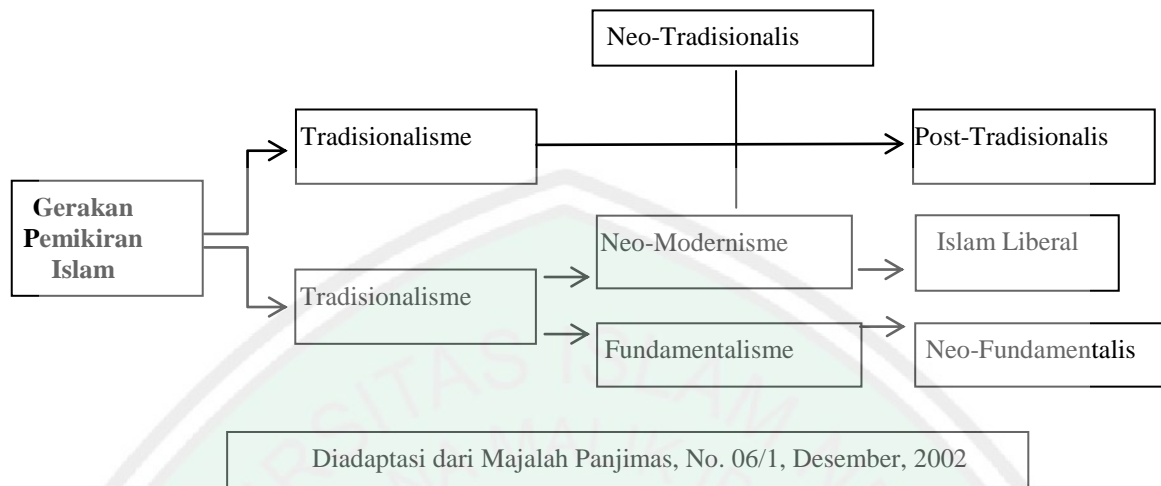 Neo-Tradisionalis
Tradisionalisme
Post-Tradisionalis
Gerakan
Pemikiran
Islam
Neo-Modernisme
Islam Liberal
Tradisionalisme
Fundamentalisme
Neo-Fundamentalis
Diadaptasi dari Majalah Panjimas, No. 06/1, Desember, 2002